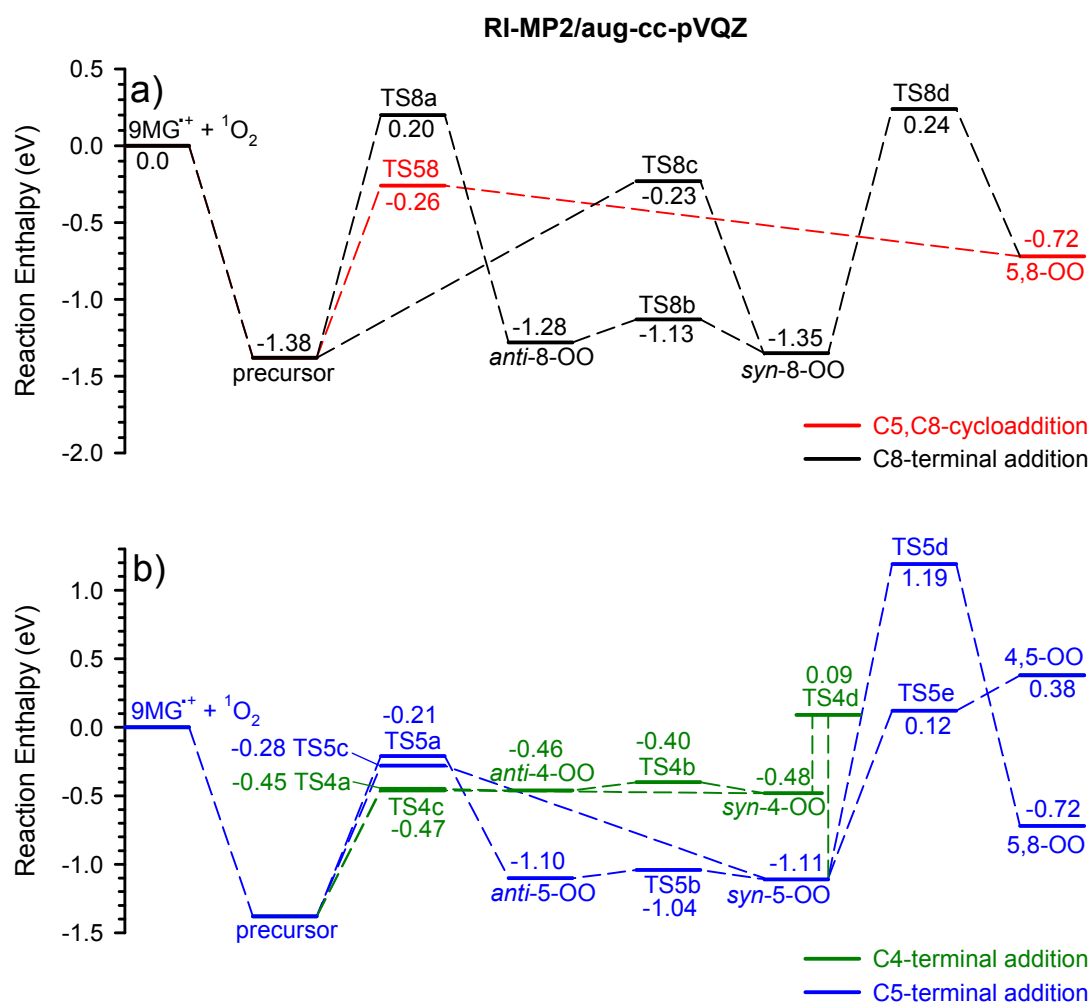 RI-MP2/aug-cc-pVQZ
a)
Reaction Enthalpy (eV)
0.5
0.0
-0.5
-1.0
-1.5
-2.0
9MG•+ + 1O2
0.0
precursor
-1.38
TS8a
0.20
TS58
-0.26
anti-8-OO
-1.28
TS8c
-0.23
TS8b
-1.13
syn-8-OO
-1.35
TS8d
0.24
-0.72
5,8-OO
C5,C8-cycloaddition
C8-terminal addition
b)
Reaction Enthalpy (eV)
1.0
0.5
0.0
-0.5
-1.0
-1.5
9MG•+ + 1O2
precursor
-0.21
TS5a
-0.28 TS5c
-0.45 TS4a
TS4c
-0.47
-0.46
anti-4-OO
-0.40
TS4b
-0.48
syn-4-OO
0.09
TS4d
-1.10
anti-5-OO
TS5b
-1.04
-1.11
syn-5-OO
TS5d
1.19
TS5e
0.12
4,5-OO
0.38
-0.72
5,8-OO
C4-terminal addition
C5-terminal addition